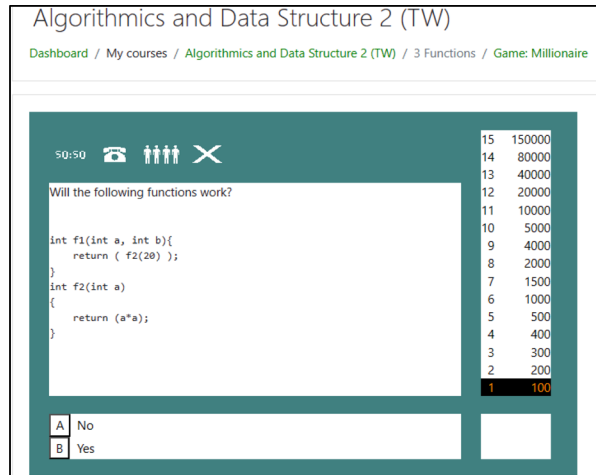 Algorithmics and Data Structure 2 (TW)
Dashboard / My courses / Algorithmics and Data Structure 2 (TW) / 3 Functions / Game: Millionaire
50:50
Will the following functions work?
int f1(int a, int b){
    return ( f2(20) );
}
int f2(int a)
{
    return (a*a);
}
15 150000
14 80000
13 40000
12 20000
11 10000
10 5000
9 4000
8 2000
7 1500
6 1000
5 500
4 400
3 300
2 200
1 100
A No
B Yes